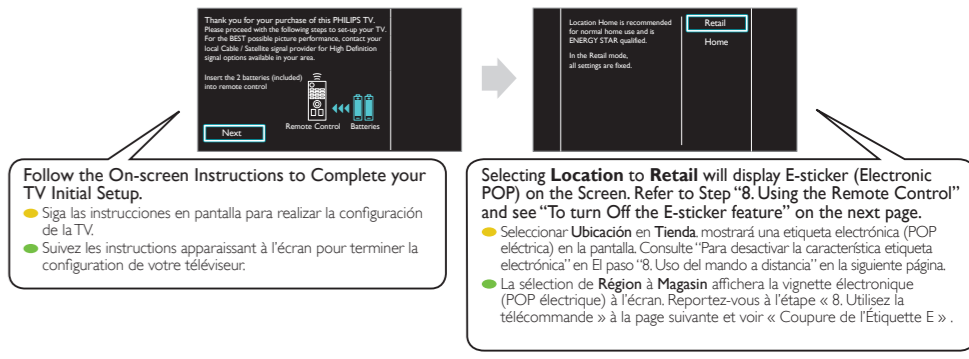 Thank you for your purchase of this PHILIPS TV.
Please proceed with the following steps to set-up your TV.
For the BEST possible picture performance, contact your
local Cable / Satellite signal provider for High Definition
signal options available in your area.
Insert the 2 batteries (included)
into remote control
Remote Control Batteries
Next
Location Home is recommended
for normal home use and is
ENERGY STAR qualified.
In the Retail mode,
all settings are fixed.
Retail
Home
Follow the On-screen Instructions to Complete your
TV Initial Setup.
Siga las instrucciones en pantalla para realizar la configuración
de la TV.
Suivez les instructions apparaissant à l'écran pour terminer la
configuration de votre téléviseur.
Selecting Location to Retail will display E-sticker (Electronic
POP) on the Screen. Refer to Step “8. Using the Remote Control”
and see “To turn Off the E-sticker feature” on the next page.
Seleccionar Ubicación en Tienda. mostrará una etiqueta electrónica (POP
eléctrica) en la pantalla. Consulte “Para desactivar la característica etiqueta
electrónica” en El paso “8. Uso del mando a distancia” en la siguiente página.
La sélection de Région à Magasin affichera la vignette électronique
(POP électrique) à l'écran. Reportez-vous à l'étape « 8. Utilisez la
télécommande » à la page suivante et voir « Coupure de l'Étiquette E » .